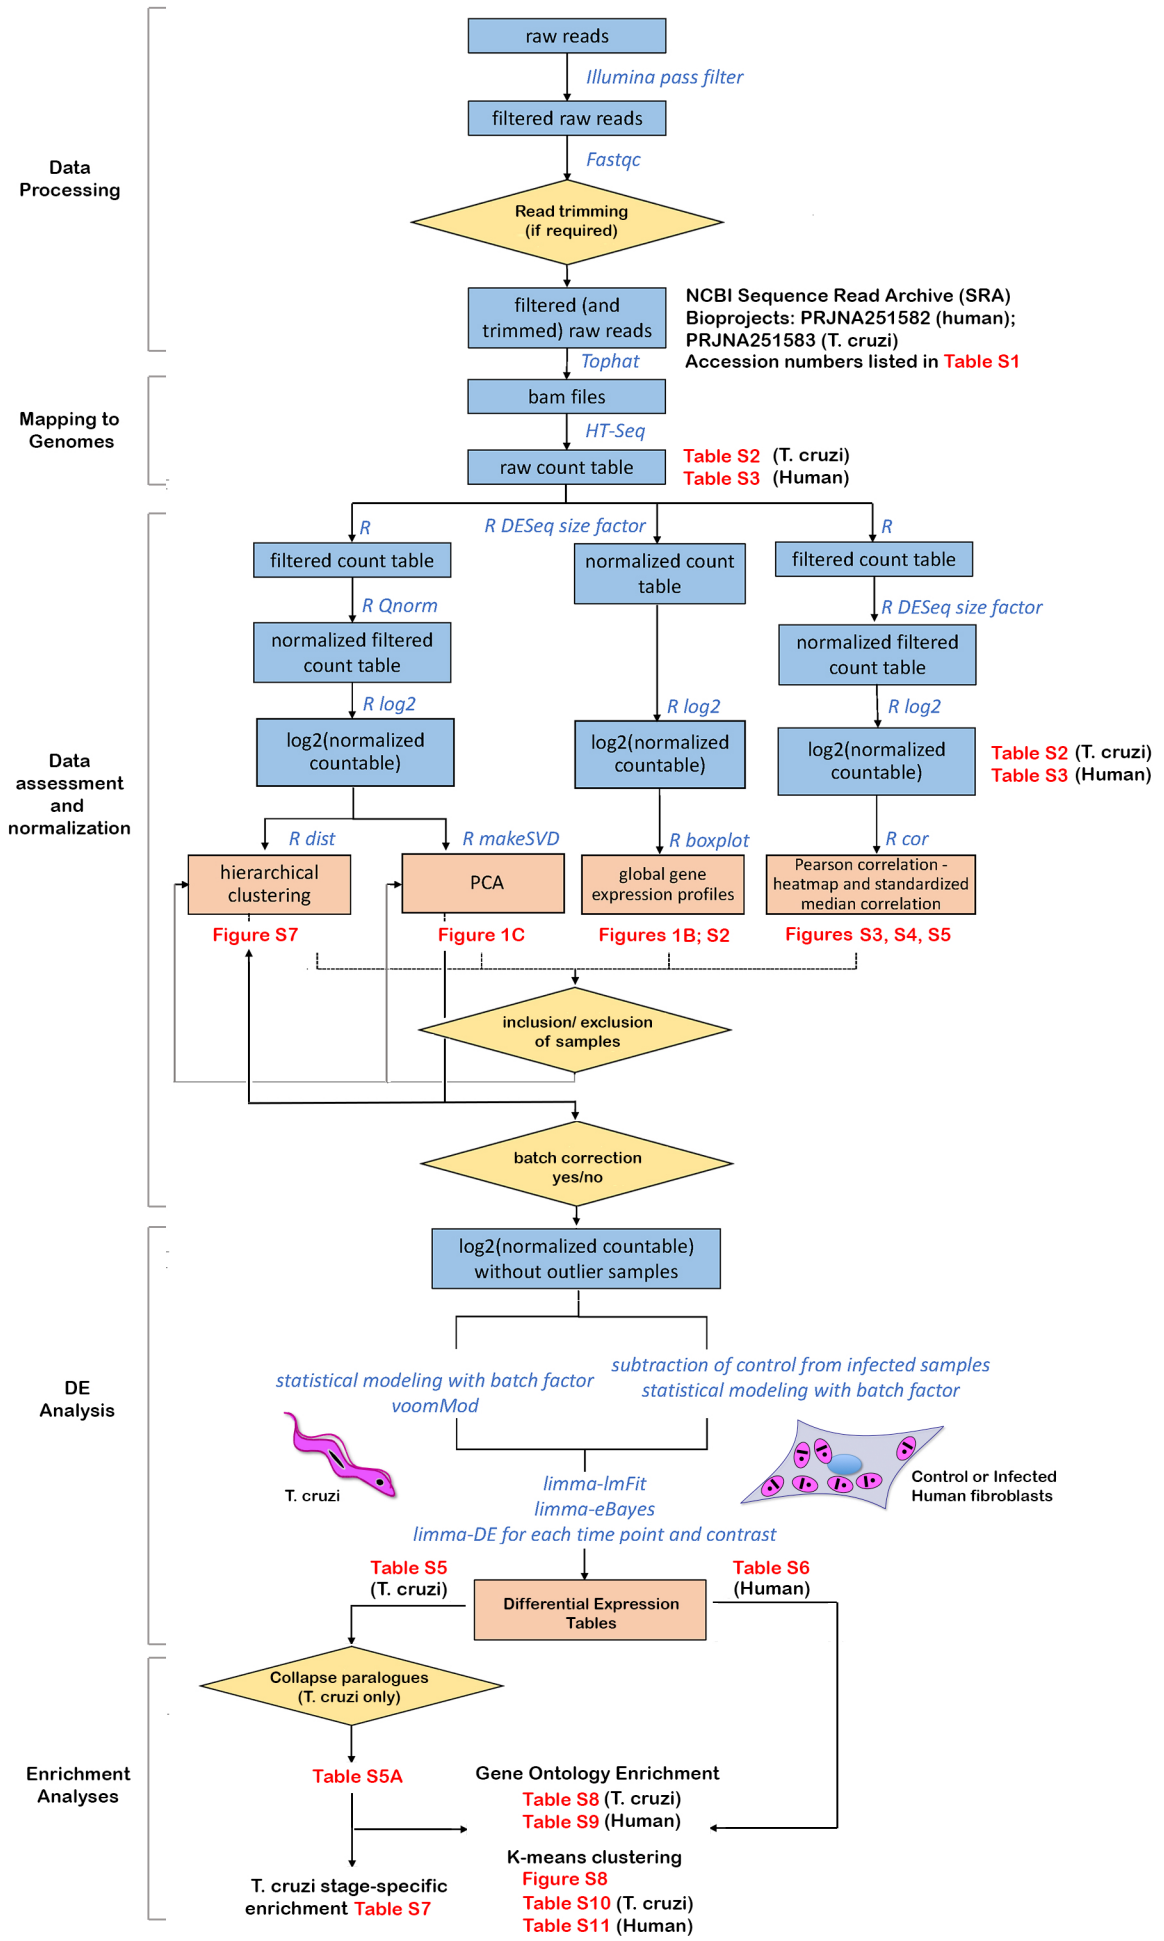 raw reads
Illumina pass filter
filtered raw reads
Fastqc
Data
Processing
Read trimming
(if required)
filtered (and
trimmed) raw reads
NCBI Sequence Read Archive (SRA)
Bioprojects: PRJNA251582 (human);
PRJNA251583 (T. cruzi)
Accession numbers listed in Table S1
Tophat
bam files
Mapping to
Genomes
HT-Seq
raw count table
Table S2 (T. cruzi)
Table S3 (Human)
R
R DESeq size factor
R
filtered count table
normalized count
table
filtered count table
R Qnorm
R DESeq size factor
normalized filtered
count table
normalized filtered
count table
R log2
R log2
R log2
log2(normalized
countable)
log2(normalized
countable)
log2(normalized
countable)
Table S2 (T. cruzi)
Table S3 (Human)
Data
assessment
and
normalization
R dist
R makeSVD
R boxplot
R cor
hierarchical
clustering
PCA
global gene
expression profiles
Pearson correlation -
heatmap and standardized
median correlation
Figure S7
Figure 1C
Figures 1B; S2
Figures S3, S4, S5
inclusion/ exclusion
of samples
batch correction
yes/no
log2(normalized countable)
without outlier samples
DE
Analysis
statistical modeling with batch factor
voomMod
subtraction of control from infected samples
statistical modeling with batch factor
T. cruzi
Control or Infected
Human fibroblasts
limma-lmFit
limma-eBayes
limma-DE for each time point and contrast
Table S5
(T. cruzi)
Table S6
(Human)
Differential Expression
Tables
Collapse paralogues
(T. cruzi only)
Enrichment
Analyses
Table S5A
Gene Ontology Enrichment
Table S8 (T. cruzi)
Table S9 (Human)
K-means clustering
Figure S8
Table S10 (T. cruzi)
Table S11 (Human)
T. cruzi stage-specific
enrichment Table S7